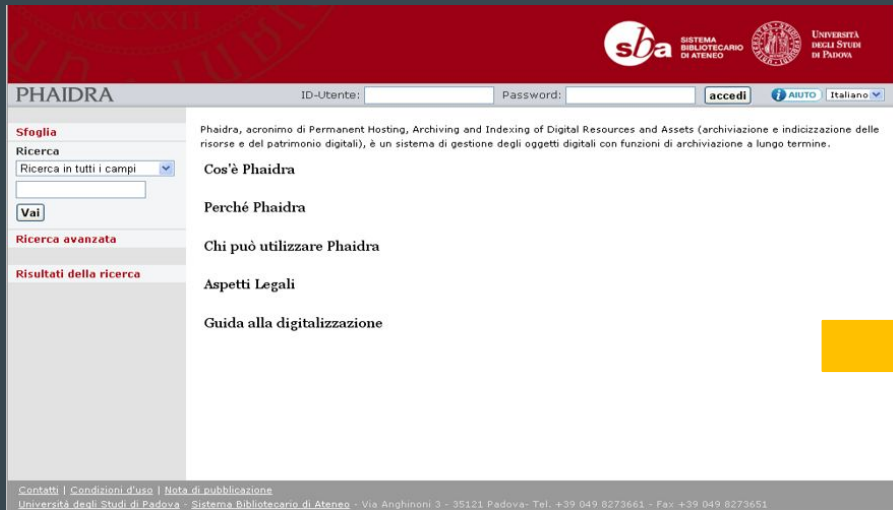 MCCXXII
sba SISTEMA BIBLIOTECARIO DI ATENEO
UNIVERSITÀ DEGLI STUDI DI PADOVA
PHAIDRA ID-Utente: Password: accedi i AIUTO Italiano
Sfoglia
Ricerca
Ricerca in tutti i campi
Vai
Ricerca avanzata
Risultati della ricerca
Phaidra, acronimo di Permanent Hosting, Archiving and Indexing of Digital Resources and Assets (archiviazione e indicizzazione delle
risorse e del patrimonio digitali), è un sistema di gestione degli oggetti digitali con funzioni di archiviazione a lungo termine.
Cos'è Phaidra
Perché Phaidra
Chi può utilizzare Phaidra
Aspetti Legali
Guida alla digitalizzazione
Contatti | Condizioni d'uso | Nota di pubblicazione
Università degli Studi di Padova - Sistema Bibliotecario di Ateneo - Via Anghinoni 3 - 35121 Padova- Tel. +39 049 8273661 - Fax +39 049 8273651